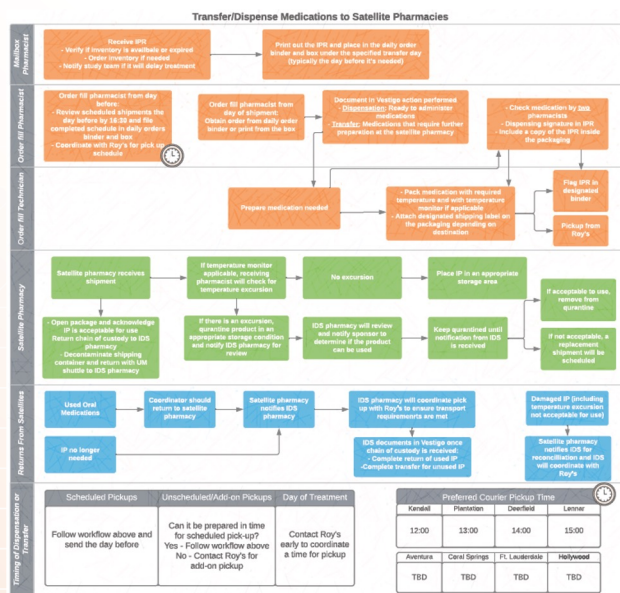 Transfer/Dispense Medications to Satellite Pharmacies
Mailbox
Pharmacist
Receive IPR
- Verify if inventory is available or expired
- Order inventory if needed
- Notify study team if it will delay treatment
Print out the IPR and place in the daily order
binder and box under the specified transfer day
(typically the day before it's needed)
Order fill Pharmacist
Order fill pharmacist from day
before:
- Review scheduled shipments the
day before by 16:30 and file
completed schedule in daily orders
binder and box
- Coordinate with Roy's for pick up
schedule
Order fill pharmacist from
day of shipment:
Obtain order from daily order
binder or print from the box
Document in Vestigo action performed
- Dispensation: Ready to administer
medications
- Transfer: Medications that require further
preparation at the satellite pharmacy
- Check medication by two
pharmacists
- Dispensing signature in IPR
- Include a copy of the IPR inside
the packaging
Order fill Technician
Prepare medication needed
- Pack medication with required
temperature and with temperature
monitor if applicable
- Attach designated shipping label on
the packaging depending on
destination
Flag IPR in
designated
binder
Pickup from
Roy's
Satellite Pharmacy
Satellite pharmacy receives
shipment
If temperature monitor
applicable, receiving
pharmacist will check for
temperature excursion
No excursion
Place IP in an appropriate
storage area
If acceptable to use,
remove from
qurantine
- Open package and acknowledge
IP is acceptable for use
Return chain of custody to IDS
pharmacy
- Decontaminate shipping
container and return with UM
shuttle to IDS pharmacy
If there is an excursion,
qurantine product in an
appropriate storage condition
and notify IDS pharmacy for
review
IDS pharmacy will review
and notify sponsor to
determine if the product
can be used
Keep qurantined until
notification from IDS
is received
if not acceptable, a
replacement
shipment will be
scheduled
Returns From Satellites
Used Oral
Medications
Coordinator should
return to satellite
pharmacy
Satellite pharmacy
notifies IDS
pharmacy
IDS pharmacy will coordinate pick
up with Roy's to ensure transport
requirements are met
Damaged IP (including
temperature excursion
not acceptable for use)
IP no longer
needed
IDS documents in Vestigo once
chain of custody is received:
- Complete return of used IP
-Complete transfer for unused IP
Satellite pharmacy
notifies IDS for
reconciliation and IDS
will coordinate with
Roy's
Timing of Dispensation or
Transfer
Scheduled Pickups
Unscheduled/Add-on Pickups
Day of Treatment
Follow workflow above and
send the day before
Can it be prepared in time
for scheduled pick-up?
Yes - Follow workflow above
No - Contact Roy's for
add-on pickup
Contact Roy's
early to coordinate
a time for pickup
Preferred Courier Pickup Time
Kendall Plantation Deerfield Lennar
12:00 13:00 14:00 15:00
Aventura Coral Springs Ft. Lauderdale Hollywood
TBD TBD TBD TBD